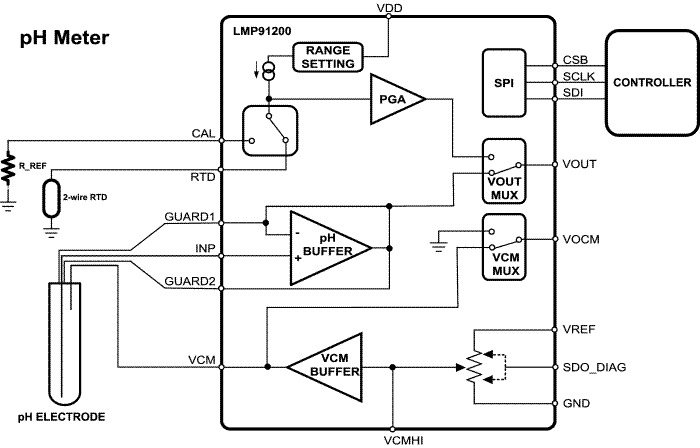 VDD
pH Meter
LMP91200
RANGE
SETTING
SPI
CSB
SCLK
SDI
CONTROLLER
PGA
CAL
R_REF
RTD
2-wire RTD
VOUT
MUX
VOUT
GUARD1
-
pH
BUFFER
+
INP
GUARD2
VCM
MUX
VOCM
VREF
VCM
VCM
BUFFER
SDO_DIAG
GND
pH ELECTRODE
VCMHI